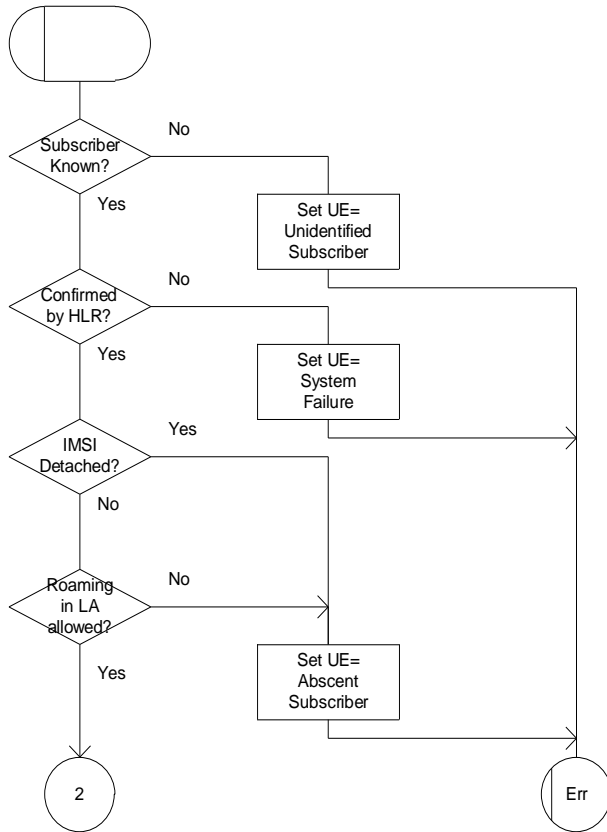 No
Subscriber
Known?
Yes
Set UE=
Unidentified
Subscriber
No
Confirmed
by HLR?
Yes
Set UE=
System
Failure
Yes
IMSI
Detached?
No
No
Roaming
in LA
allowed?
Yes
Set UE=
Abscent
Subscriber
2
Err